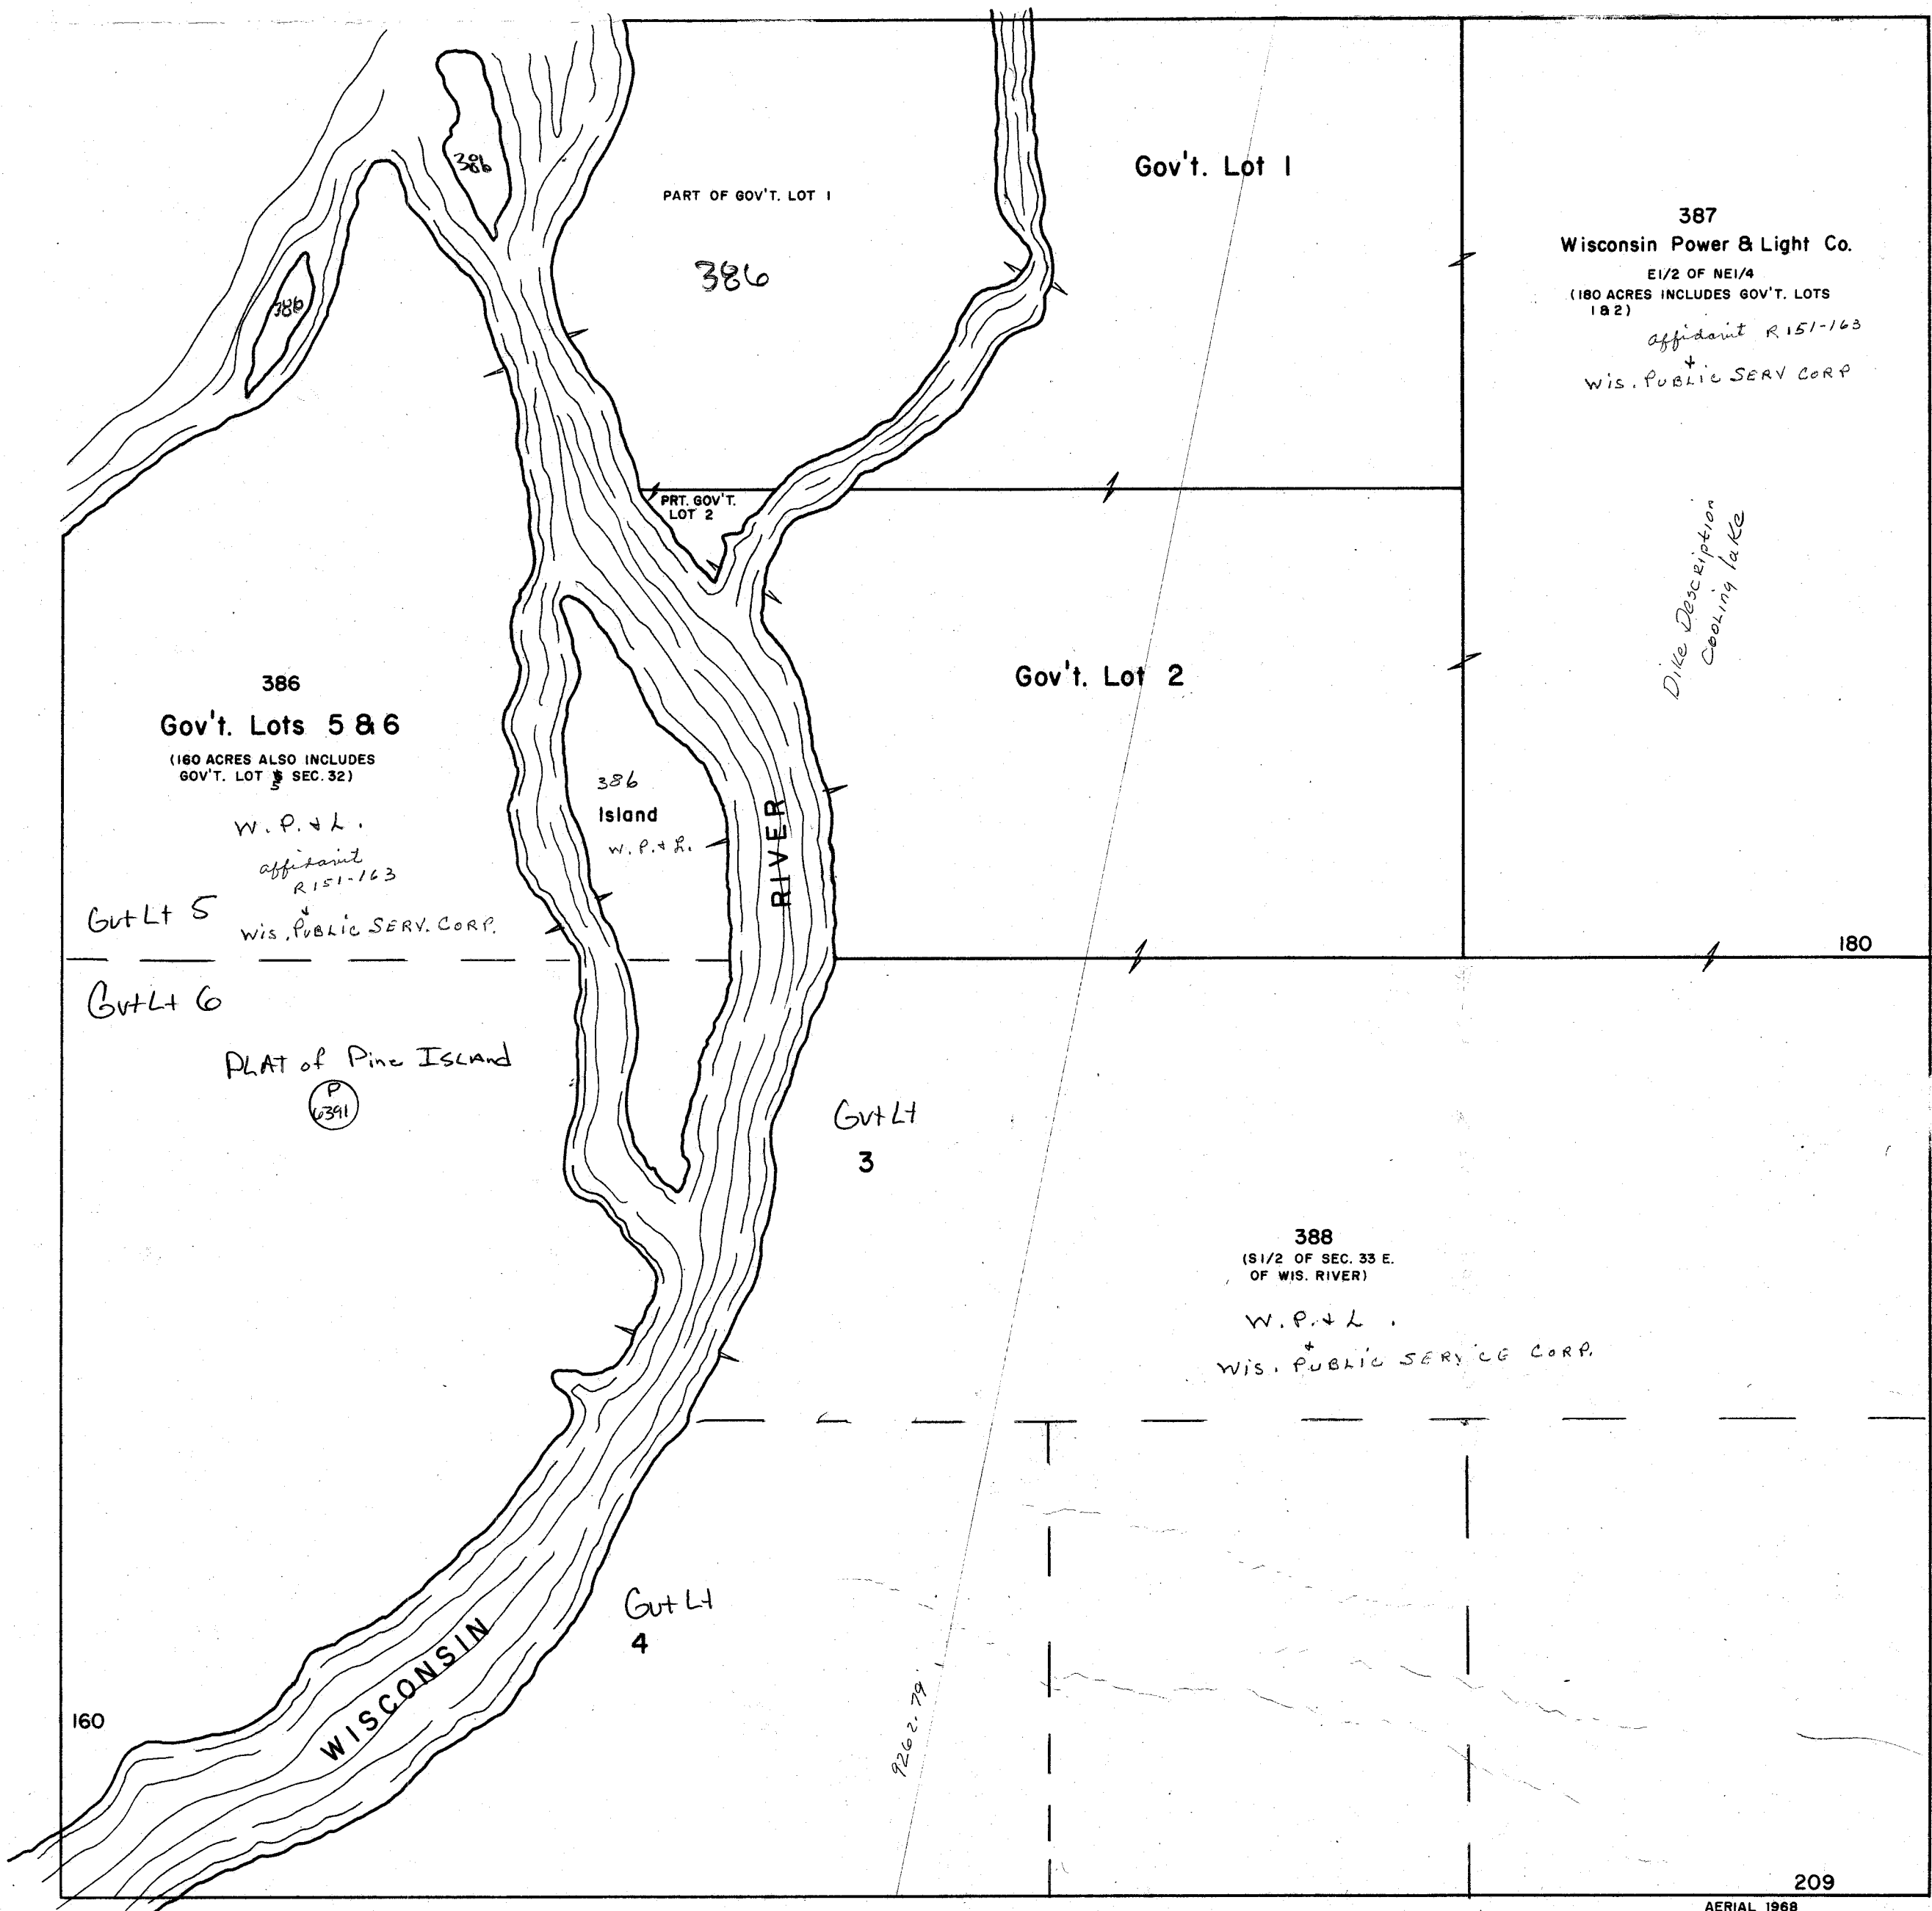 386
PART OF GOV'T. LOT 1
386
Gov't. Lot 1
387
Wisconsin Power & Light Co.
E1/2 OF NE1/4
(180 ACRES INCLUDES GOV'T. LOTS
1 & 2)
affidavit R 151-163
&
Wis. PUBLIC SERV CORP
386
PRT. GOV'T.
LOT 2
Dike Description
Cooling lake
386
Gov't. Lots 5 & 6
(160 ACRES ALSO INCLUDES
GOV'T. LOT 5 SEC. 32)
W. P. & L.
affidavit
R 151-163
&
Wis. PUBLIC SERV. CORP.
Gvt Lt 5
386
Island
W. P. & L.
RIVER
Gov't. Lot 2
180
Gvt Lt 6
PLAT of Pine ISLAnd
P
6391
Gvt Lt
3
388
(S1/2 OF SEC. 33 E.
OF WIS. RIVER)
W. P. & L.
&
Wis. PUBLIC SERVICE CORP.
Gvt Lt
4
WISCONSIN
160
9262.79'
209
AERIAL 1968